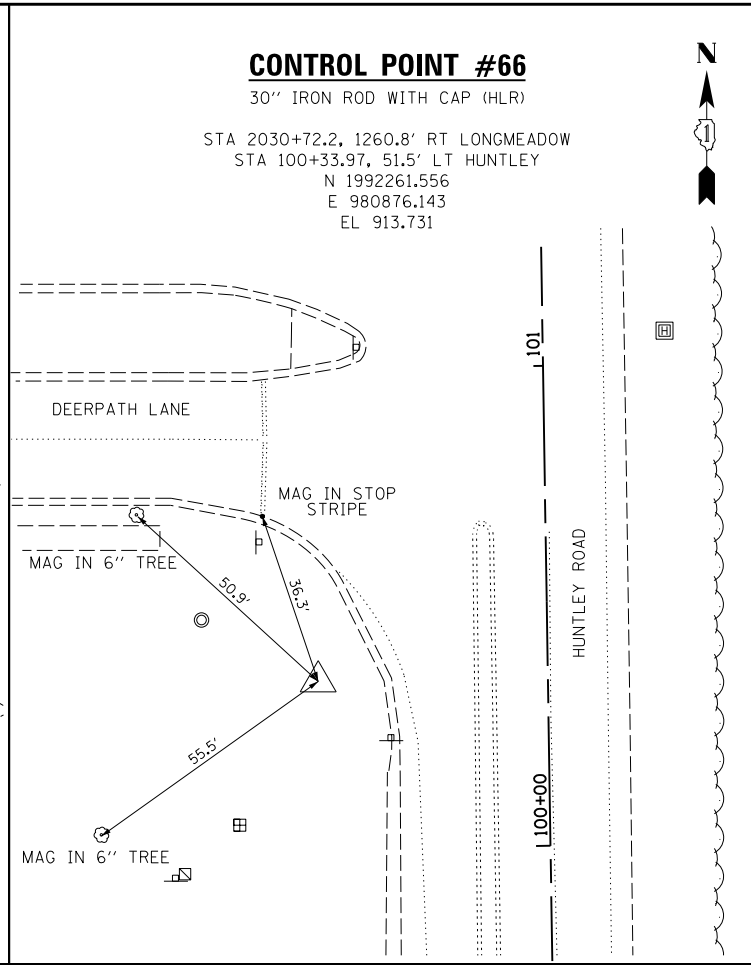 CONTROL POINT #66
30'' IRON ROD WITH CAP (HLR)
STA 2030+72.2, 1260.8' RT LONGMEADOW
STA 100+33.97, 51.5' LT HUNTLEY
N 1992261.556
E 980876.143
EL 913.731
N
1
101
H
DEERPATH LANE
MAG IN STOP
STRIPE
MAG IN 6'' TREE
50.9'
36.3'
HUNTLEY ROAD
55.5'
100+00
MAG IN 6'' TREE